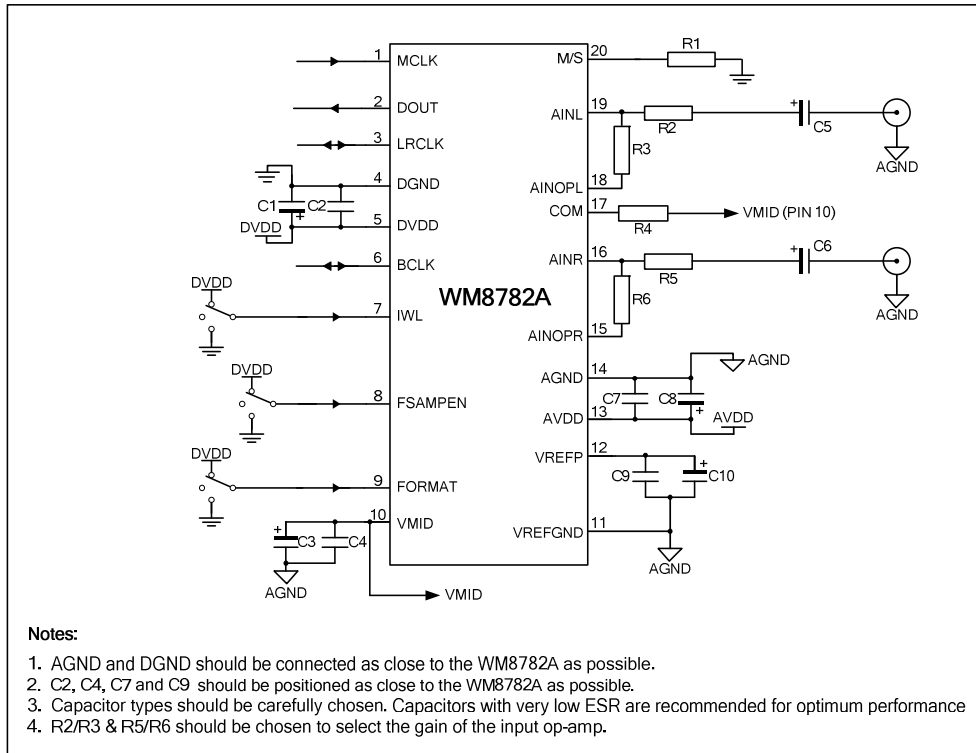 1 MCLK
2 DOUT
3 LRCLK
4 DGND
C1 + C2
5 DVDD
DVDD
6 BCLK
DVDD
7 IWL
DVDD
8 FSAMPEN
DVDD
9 FORMAT
10 VMID
+ C3 C4
AGND
VMID
WM8782A
M/S 20 R1
AINL 19 R2 + C5
R3
AGND
AINOPL 18
COM 17 R4 VMID (PIN 10)
AINR 16 R5 + C6
R6
AGND
AINOPR 15
AGND 14 AGND
C7 C8 +
AVDD 13 AVDD
VREFP 12
C9 + C10
VREFGND 11
AGND
Notes:
1. AGND and DGND should be connected as close to the WM8782A as possible.
2. C2, C4, C7 and C9 should be positioned as close to the WM8782A as possible.
3. Capacitor types should be carefully chosen. Capacitors with very low ESR are recommended for optimum performance
4. R2/R3 & R5/R6 should be chosen to select the gain of the input op-amp.